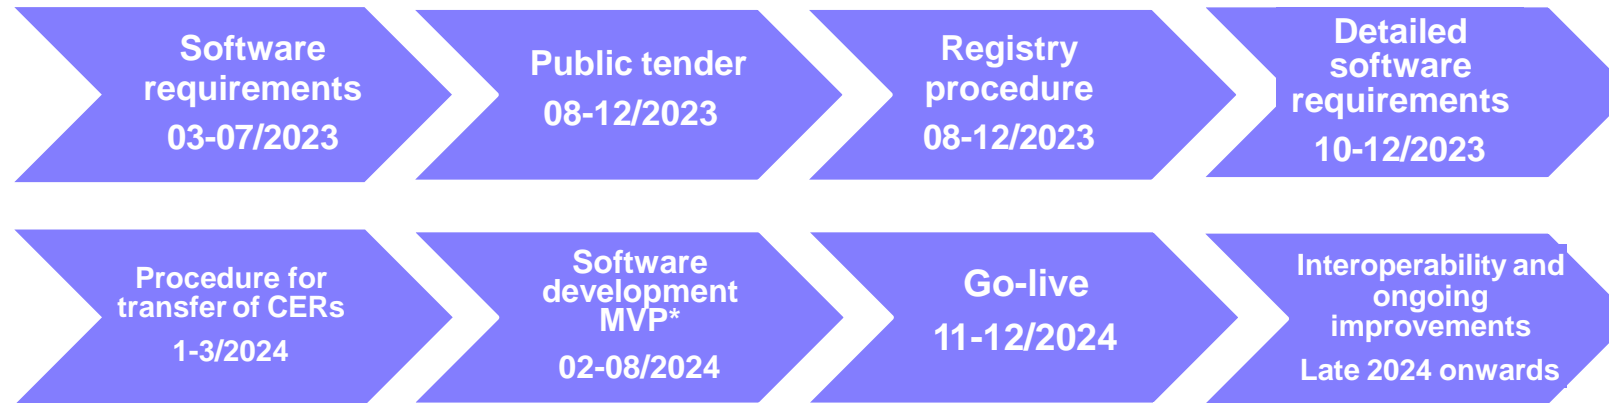 Software
requirements
03-07/2023
Public tender
08-12/2023
Registry
procedure
08-12/2023
Detailed
software
requirements
10-12/2023
Procedure for
transfer of CERs
1-3/2024
Software
development
MVP*
02-08/2024
Go-live
11-12/2024
Interoperability and
ongoing
improvements
Late 2024 onwards